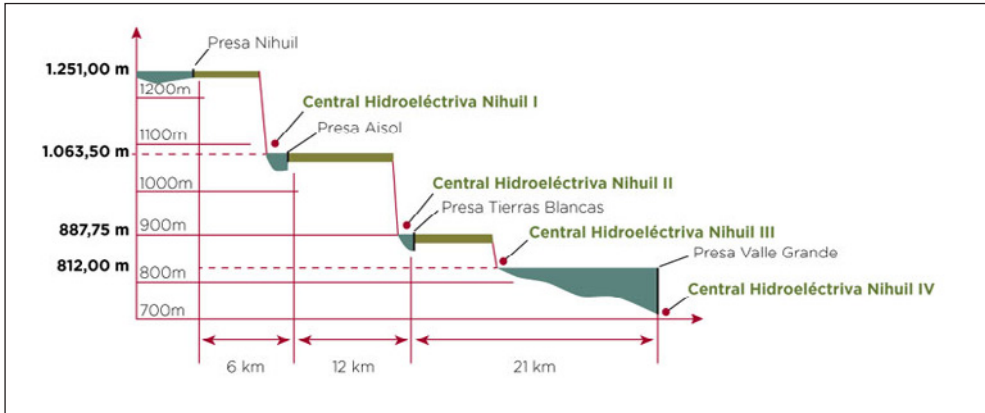 Presa Nihuil
1.251,00 m
1200m
Central Hidroeléctriva Nihuil I
Presa Aisol
1100m
1.063,50 m
1000m
Central Hidroeléctriva Nihuil II
Presa Tierras Blancas
887,75 m
900m
Central Hidroeléctriva Nihuil III
Presa Valle Grande
812,00 m
800m
Central Hidroeléctriva Nihuil IV
700m
6 km
12 km
21 km